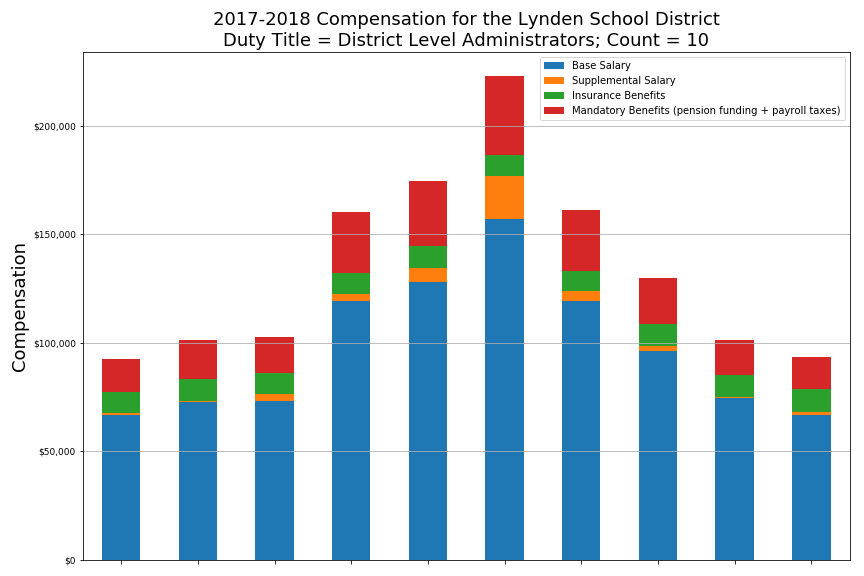 2017-2018 Compensation for the Lynden School District
Duty Title = District Level Administrators; Count = 10
Base Salary
Supplemental Salary
Insurance Benefits
Mandatory Benefits (pension funding + payroll taxes)
Compensation
$200,000
$150,000
$100,000
$50,000
$0